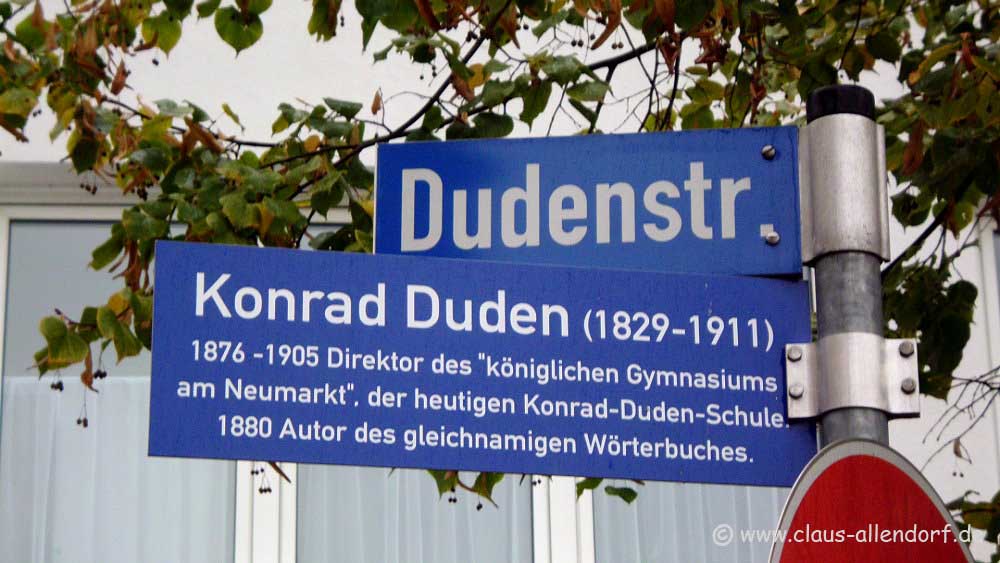 Dudenstr.
Konrad Duden (1829-1911)
1876 -1905 Direktor des "königlichen Gymnasiums
am Neumarkt", der heutigen Konrad-Duden-Schule.
1880 Autor des gleichnamigen Wörterbuches.
© www.claus-allendorf.de